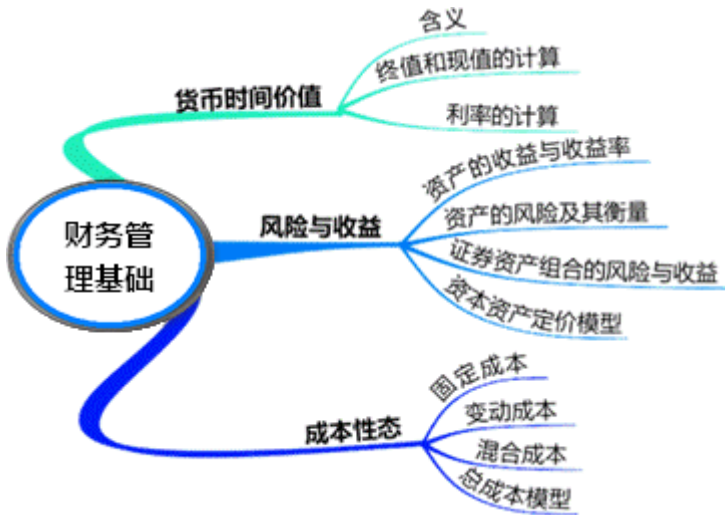 财务管
理基础
货币时间价值
含义
终值和现值的计算
利率的计算
风险与收益
资产的收益与收益率
资产的风险及其衡量
证券资产组合的风险与收益
资本资产定价模型
成本性态
固定成本
变动成本
混合成本
总成本模型